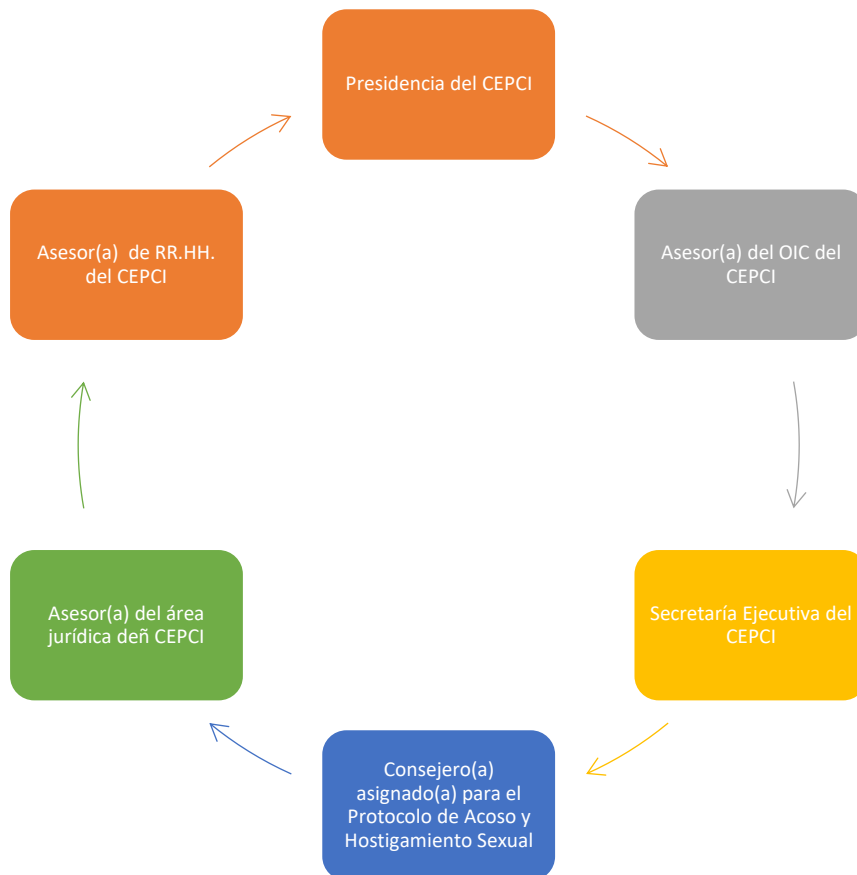 Presidencia del CEPCI
Asesor(a) del OIC del
CEPCI
Secretaría Ejecutiva del
CEPCI
Consejero(a)
asignado(a) para el
Protocolo de Acoso y
Hostigamiento Sexual
Asesor(a) del área
jurídica deñ CEPCI
Asesor(a) de RR.HH.
del CEPCI